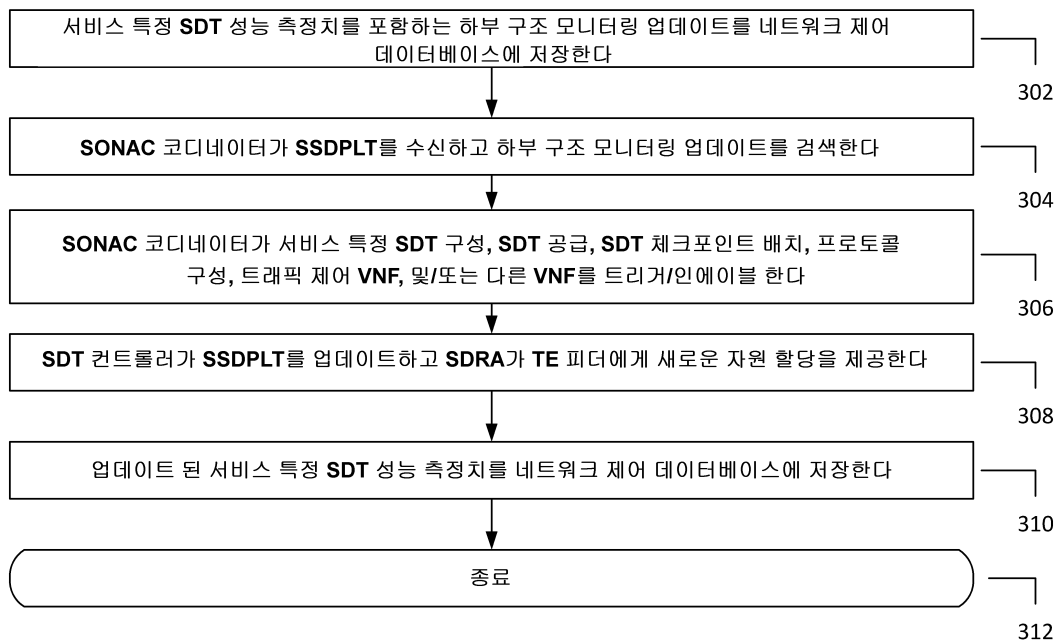 서비스 특정 SDT 성능 측정치를 포함하는 하부 구조 모니터링 업데이트를 네트워크 제어
데이터베이스에 저장한다
302
SONAC 코디네이터가 SSDPLT를 수신하고 하부 구조 모니터링 업데이트를 검색한다
304
SONAC 코디네이터가 서비스 특정 SDT 구성, SDT 공급, SDT 체크포인트 배치, 프로토콜
구성, 트래픽 제어 VNF, 및/또는 다른 VNF를 트리거/인에이블 한다
306
SDT 컨트롤러가 SSDPLT를 업데이트하고 SDRA가 TE 피더에게 새로운 자원 할당을 제공한다
308
업데이트 된 서비스 특정 SDT 성능 측정치를 네트워크 제어 데이터베이스에 저장한다
310
종료
312